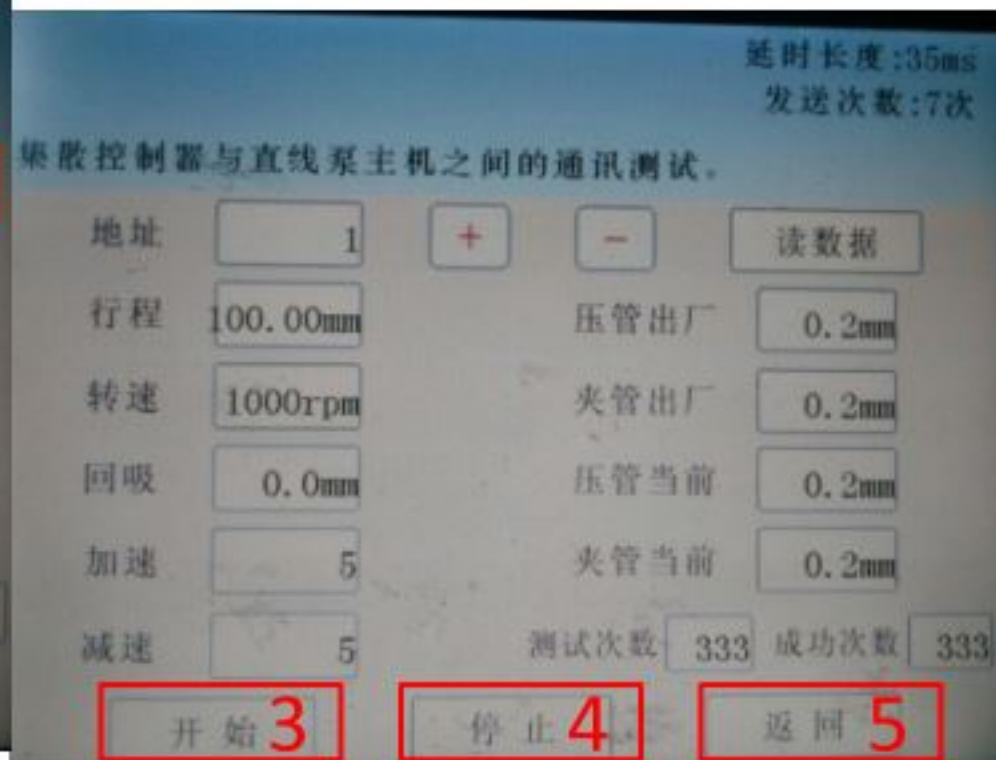 延时长度:35ms
发送次数:7次
集散控制器与直线泵主机之间的通讯测试。
地址 1 + - 读数据
行程 100.00mm 压管出厂 0.2mm
转速 1000rpm 夹管出厂 0.2mm
回吸 0.0mm 压管当前 0.2mm
加速 5 夹管当前 0.2mm
减速 5 测试次数 333 成功次数 333
开始 3 停止 4 返回 5